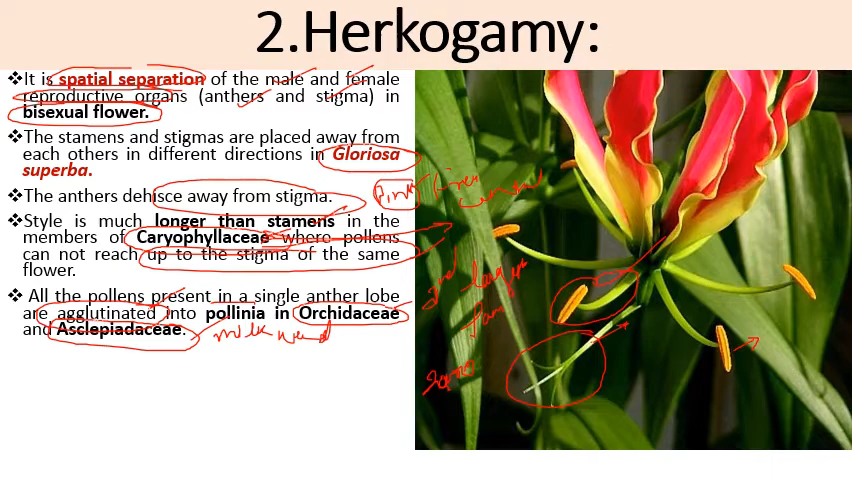 2.Herkogamy:
❖It is spatial separation of the male and female
reproductive organs (anthers and stigma) in
bisexual flower.
❖The stamens and stigmas are placed away from
each others in different directions in Gloriosa
superba.
❖The anthers dehisce away from stigma.
❖Style is much longer than stamens in the
members of Caryophyllaceae where pollens
can not reach up to the stigma of the same
flower.
❖ All the pollens present in a single anther lobe
are agglutinated into pollinia in Orchidaceae
and Asclepiadaceae.
milk weed
Pink
2nd